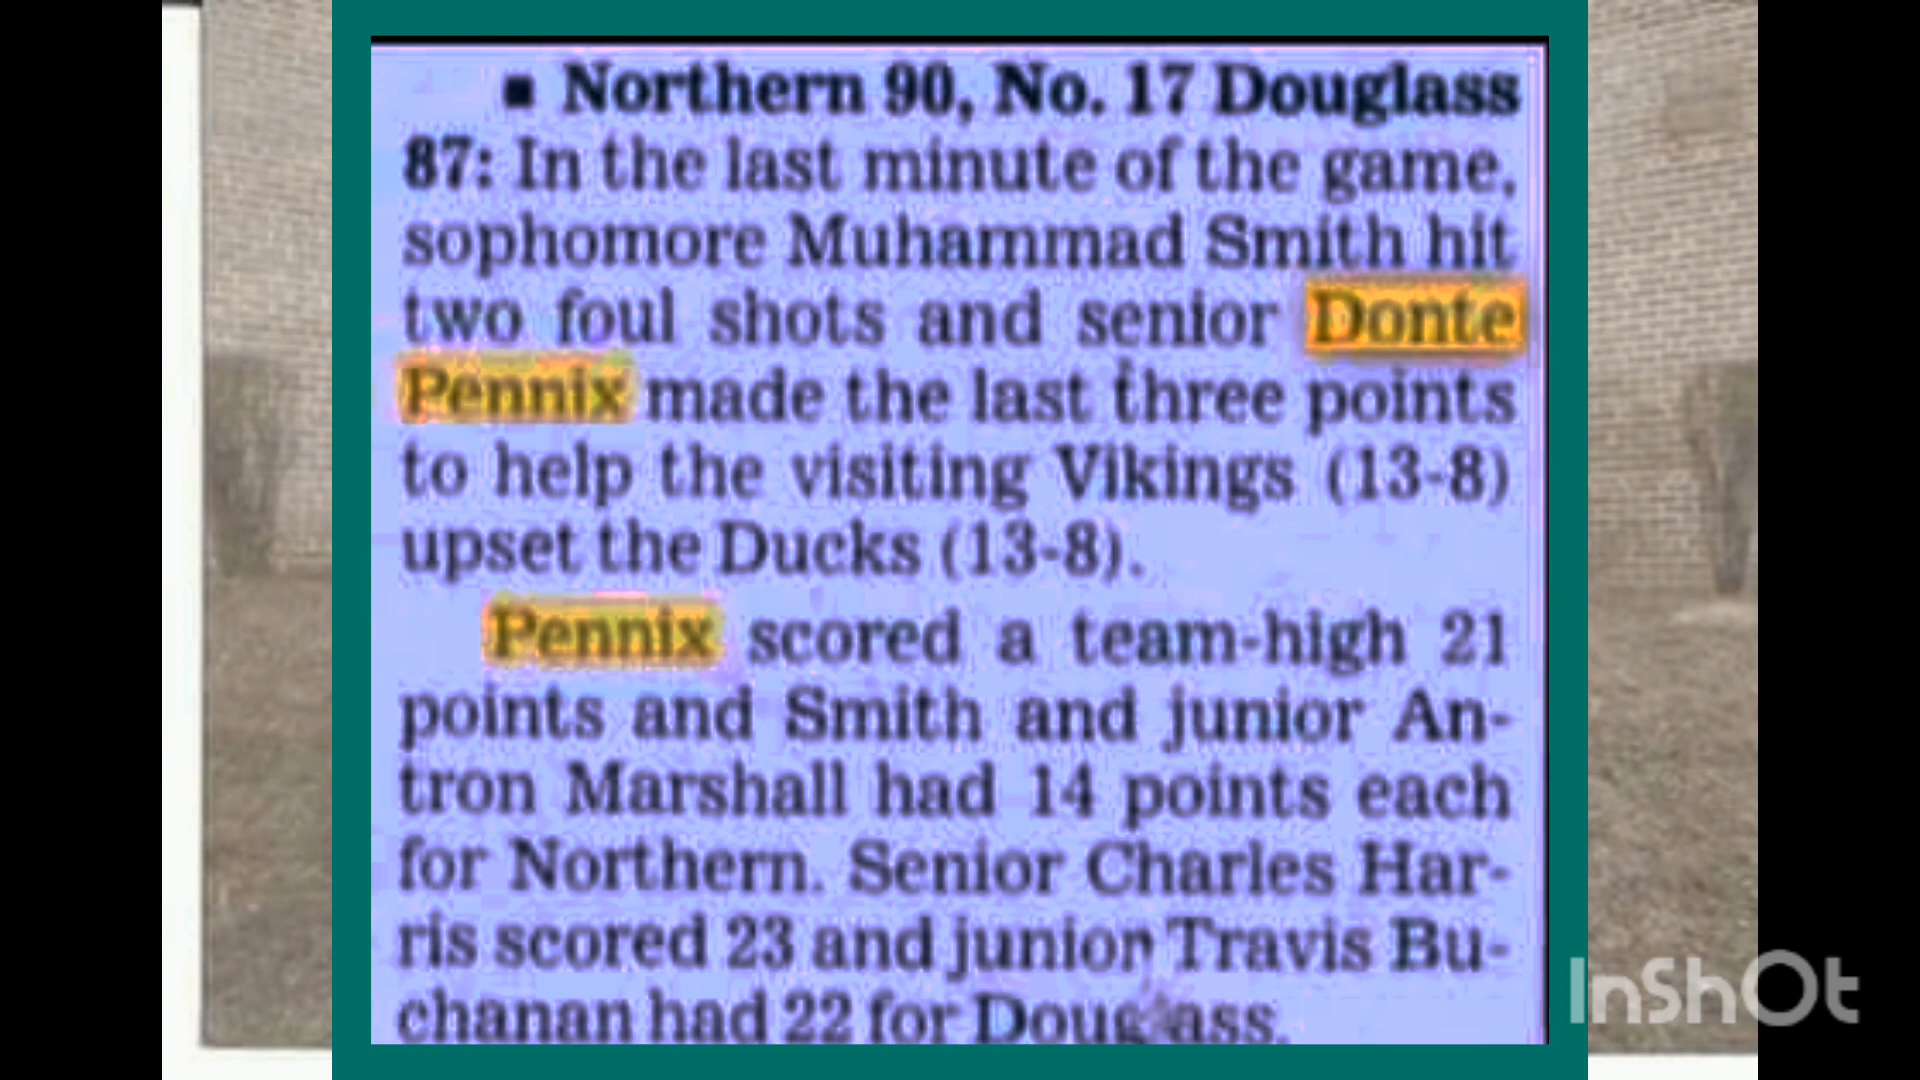 ■ Northern 90, No. 17 Douglass
87: In the last minute of the game,
sophomore Muhammad Smith hit
two foul shots and senior Donte
Pennix made the last three points
to help the visiting Vikings (13-8)
upset the Ducks (13-8).
Pennix scored a team-high 21
points and Smith and junior An-
tron Marshall had 14 points each
for Northern. Senior Charles Har-
ris scored 23 and junior Travis Bu-
chanan had 22 for Douglass.
InShOt